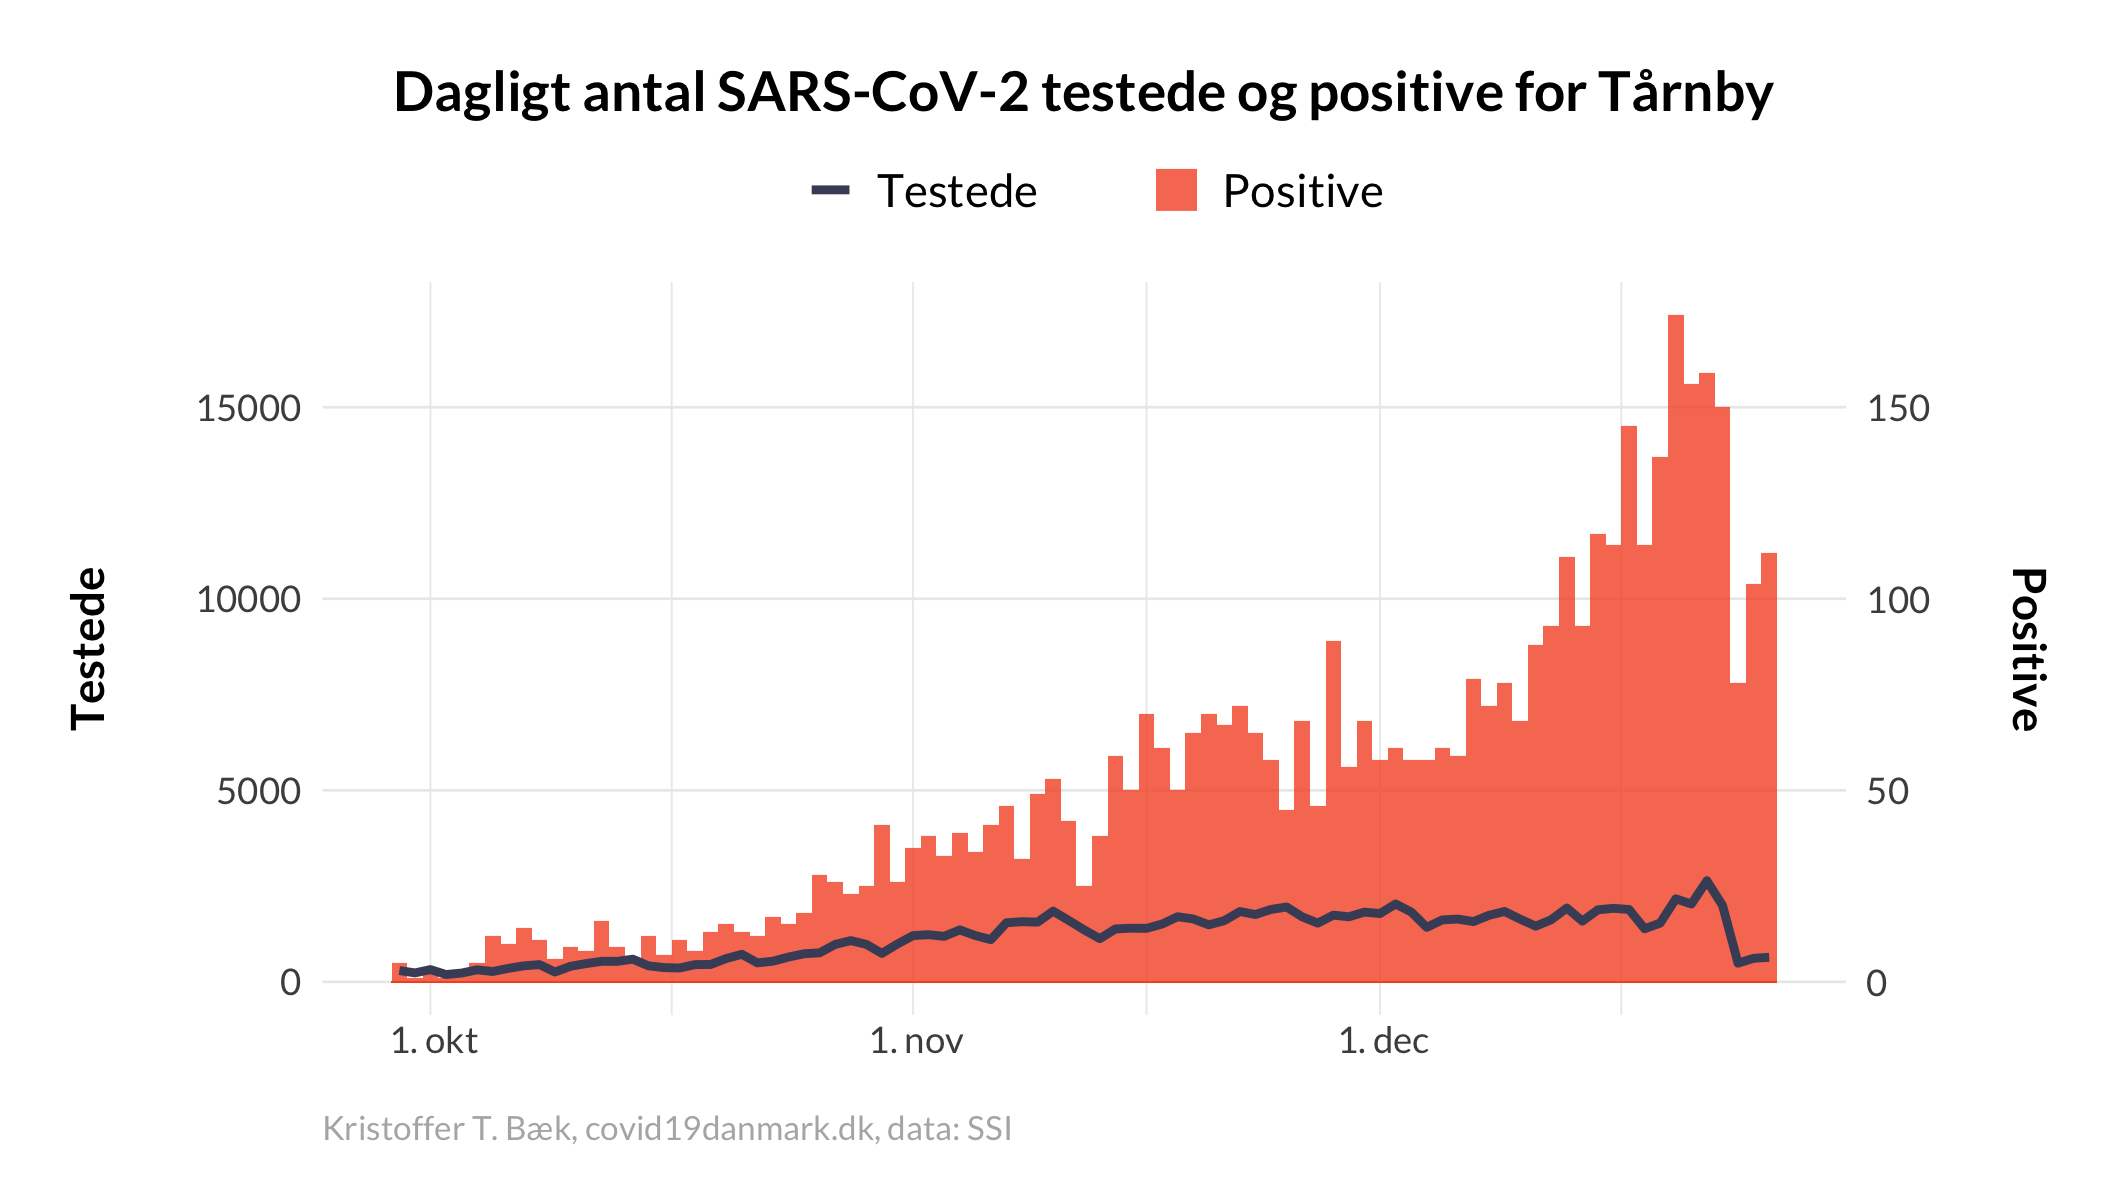 Dagligt antal SARS-CoV-2 testede og positive for Tårnby
Testede
Positive
15000
10000
5000
0
Testede
150
100
50
0
Positive
1. okt
1. nov
1. dec
Kristoffer T. Bæk, covid19danmark.dk, data: SSI